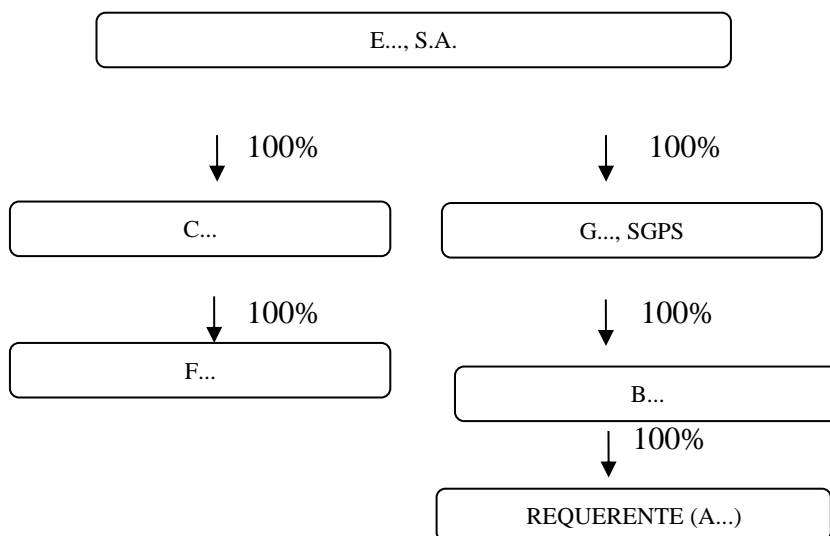 E..., S.A.
100%
100%
C...
G..., SGPS
100%
100%
F...
B...
100%
REQUERENTE (A...)